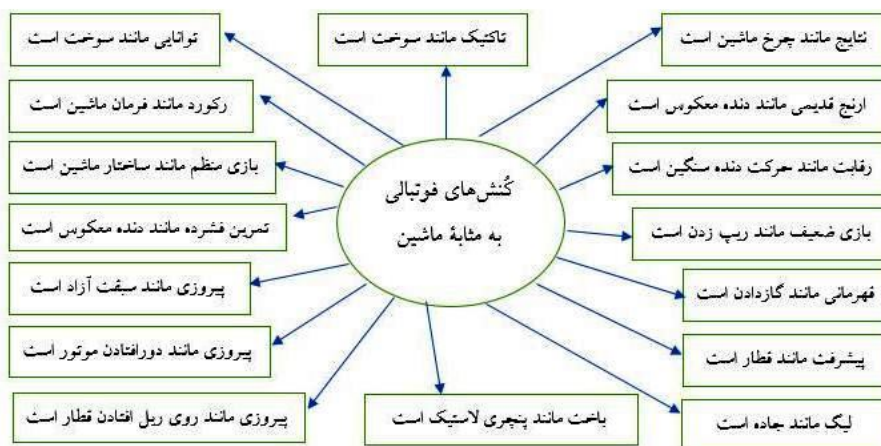 نتایج مانند چرخ ماشین است
تاکتیک مانند سوخت است
توانایی مانند سوخت است
ارنج قدیمی مانند دنده معکوس است
رکورد مانند فرمان ماشین است
رقابت مانند حرکت دنده سنگین است
بازی منظم مانند ساختار ماشین است
کُنش‌های فوتبالی
به مثابهٔ ماشین
بازی ضعیف مانند ریپ زدن است
تمرین فشرده مانند دنده معکوس است
قهرمانی مانند گازدادن است
پیروزی مانند سبقت آزاد است
پیشرفت مانند قطار است
پیروزی مانند دورافتادن موتور است
لیگ مانند جاده است
باخت مانند پنچری لاستیک است
پیروزی مانند روی ریل افتادن قطار است